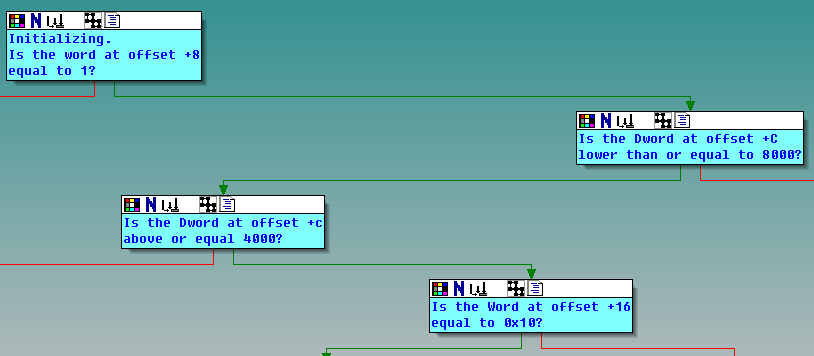 Initializing.
Is the word at offset +8
equal to 1?
Is the Dword at offset +C
lower than or equal to 8000?
Is the Dword at offset +c
above or equal 4000?
Is the Word at offset +16
equal to 0x10?